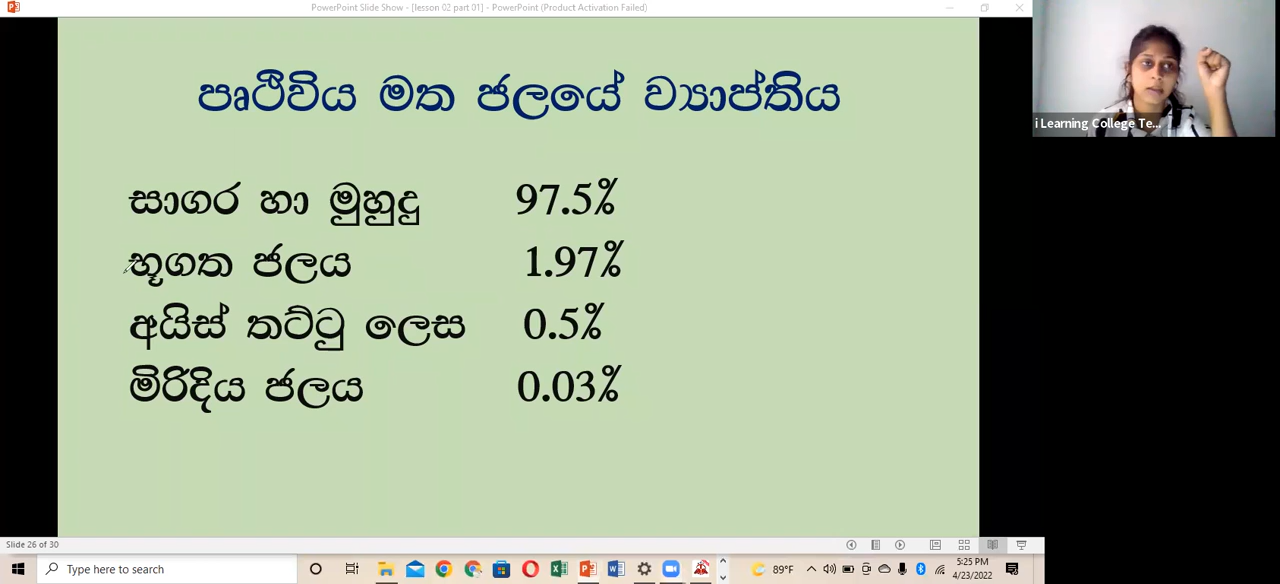 PowerPoint Slide Show - [lesson 02 part 01] - PowerPoint (Product Activation Failed)
පෘථිවිය මත ජලයේ ව්‍යාප්තිය
සාගර හා මුහුදු 97.5%
භූගත ජලය 1.97%
අයිස් තට්ටු ලෙස 0.5%
මිරිදිය ජලය 0.03%
i Learning College Te...
Slide 26 of 30
Type here to search
89°F
5:25 PM
4/23/2022